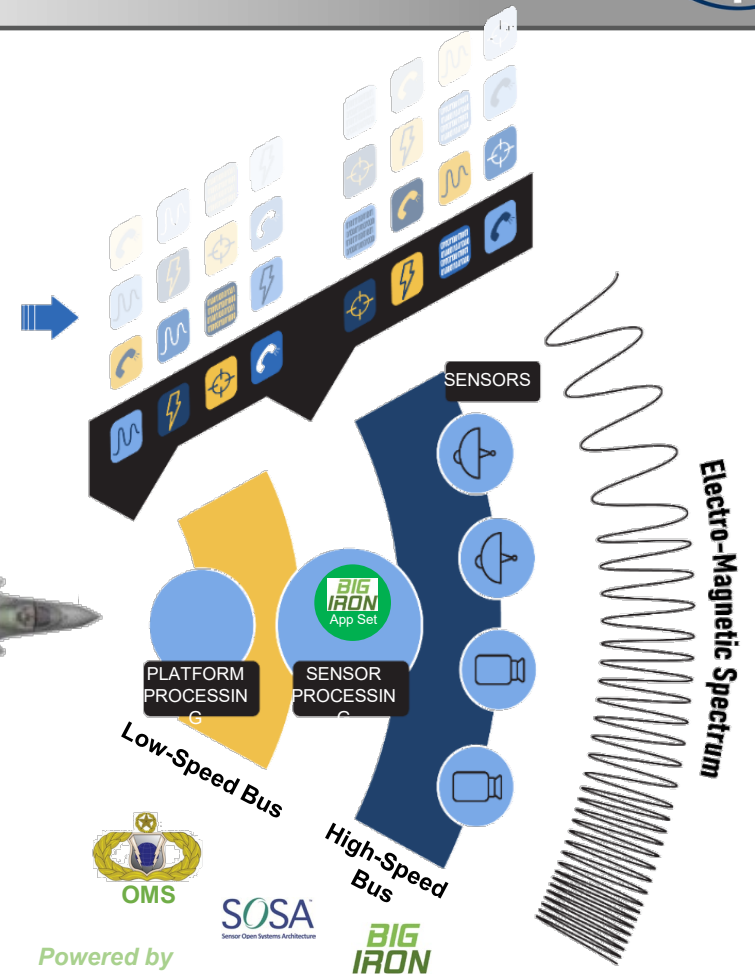 SENSORS
Electro-Magnetic Spectrum
BIG
IRON
App Set
PLATFORM
PROCESSIN
G
SENSOR
PROCESSIN
G
Low-Speed Bus
High-Speed
Bus
OMS
SOSA
Sensor Open Systems Architecture
Powered by
BIG
IRON